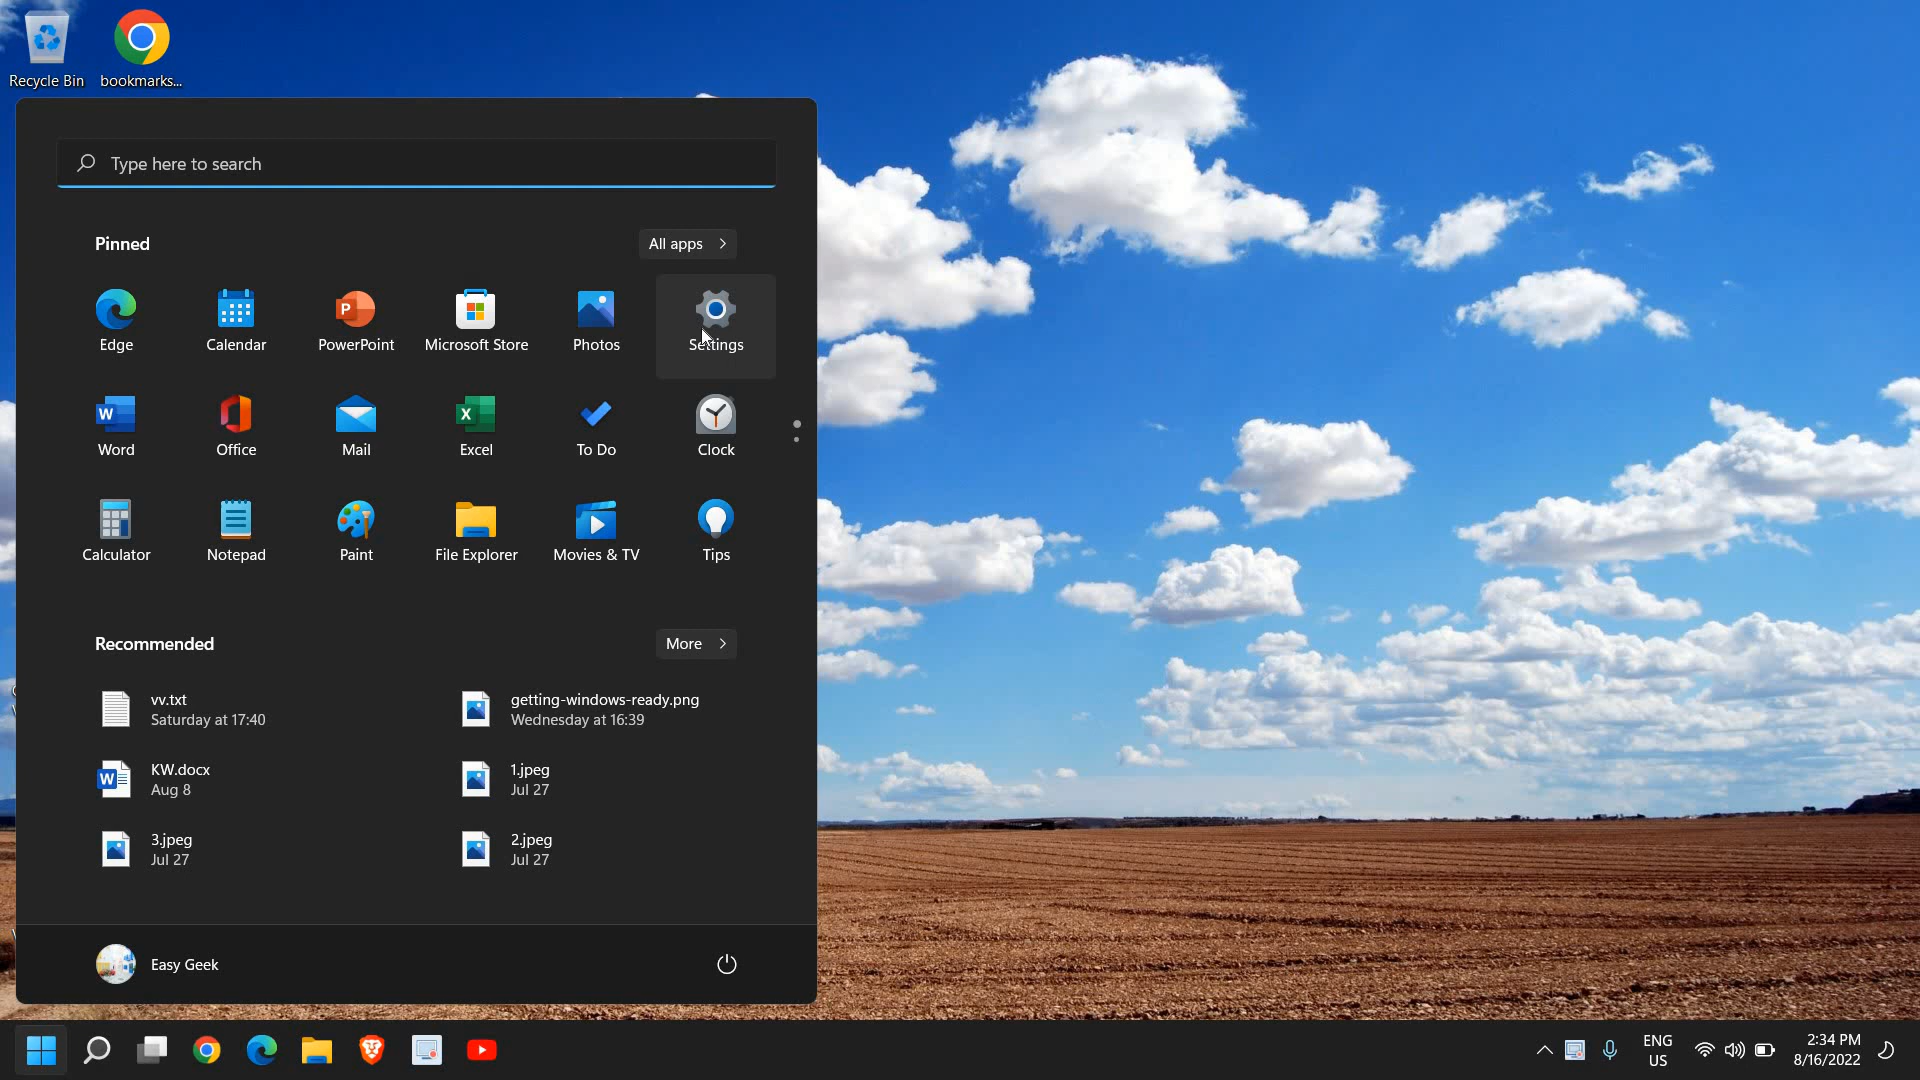 Recycle Bin
bookmarks...
Type here to search
Pinned
All apps
Edge
Calendar
PowerPoint
Microsoft Store
Photos
Settings
Word
Office
Mail
Excel
To Do
Clock
Calculator
Notepad
Paint
File Explorer
Movies & TV
Tips
Recommended
More
vv.txt
Saturday at 17:40
getting-windows-ready.png
Wednesday at 16:39
KW.docx
Aug 8
1.jpeg
Jul 27
3.jpeg
Jul 27
2.jpeg
Jul 27
Easy Geek
ENG
US
2:34 PM
8/16/2022